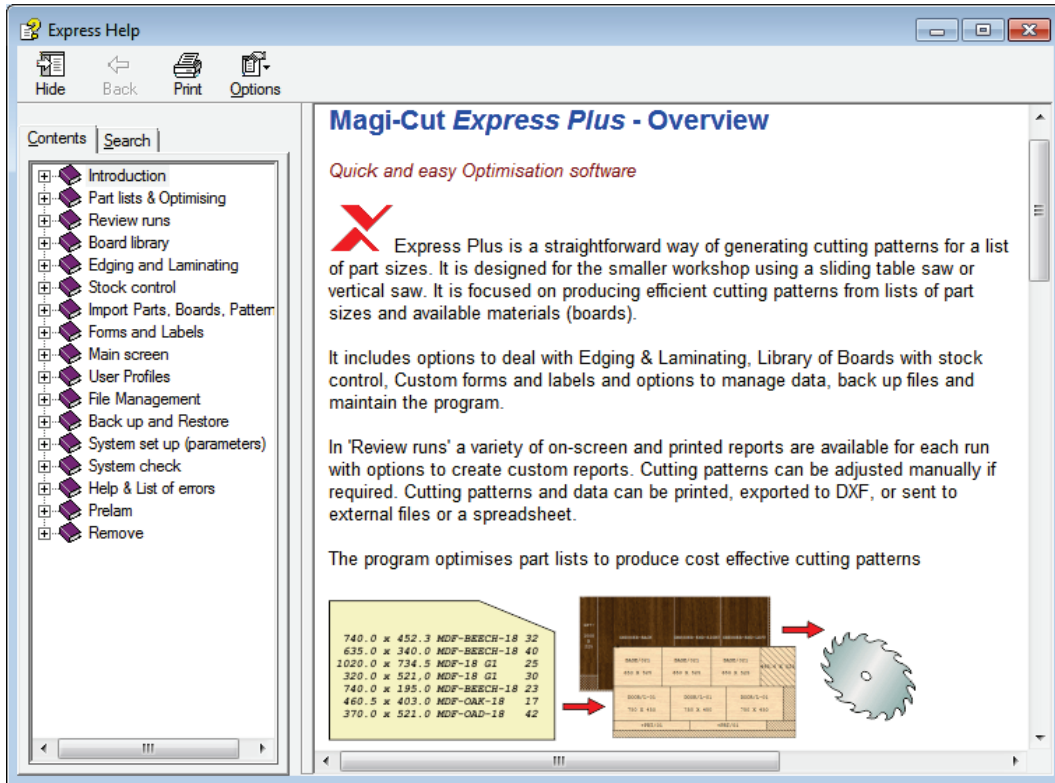 Express Help
Hide Back Print Options
Contents Search
Introduction
Part lists & Optimising
Review runs
Board library
Edging and Laminating
Stock control
Import Parts, Boards, Pattern
Forms and Labels
Main screen
User Profiles
File Management
Back up and Restore
System set up (parameters)
System check
Help & List of errors
Prelam
Remove
Magi-Cut Express Plus - Overview
Quick and easy Optimisation software
Express Plus is a straightforward way of generating cutting patterns for a list
of part sizes. It is designed for the smaller workshop using a sliding table saw or
vertical saw. It is focused on producing efficient cutting patterns from lists of part
sizes and available materials (boards).
It includes options to deal with Edging & Laminating, Library of Boards with stock
control, Custom forms and labels and options to manage data, back up files and
maintain the program.
In 'Review runs' a variety of on-screen and printed reports are available for each run
with options to create custom reports. Cutting patterns can be adjusted manually if
required. Cutting patterns and data can be printed, exported to DXF, or sent to
external files or a spreadsheet.
The program optimises part lists to produce cost effective cutting patterns
740.0 x 452.3 MDF-BEECH-18 32
635.0 x 340.0 MDF-BEECH-18 40
1020.0 x 734.5 MDF-18 G1 25
320.0 x 521,0 MDF-18 G1 30
740.0 x 195.0 MDF-BEECH-18 23
460.5 x 403.0 MDF-OAK-18 17
370.0 x 521.0 MDF-OAD-18 42